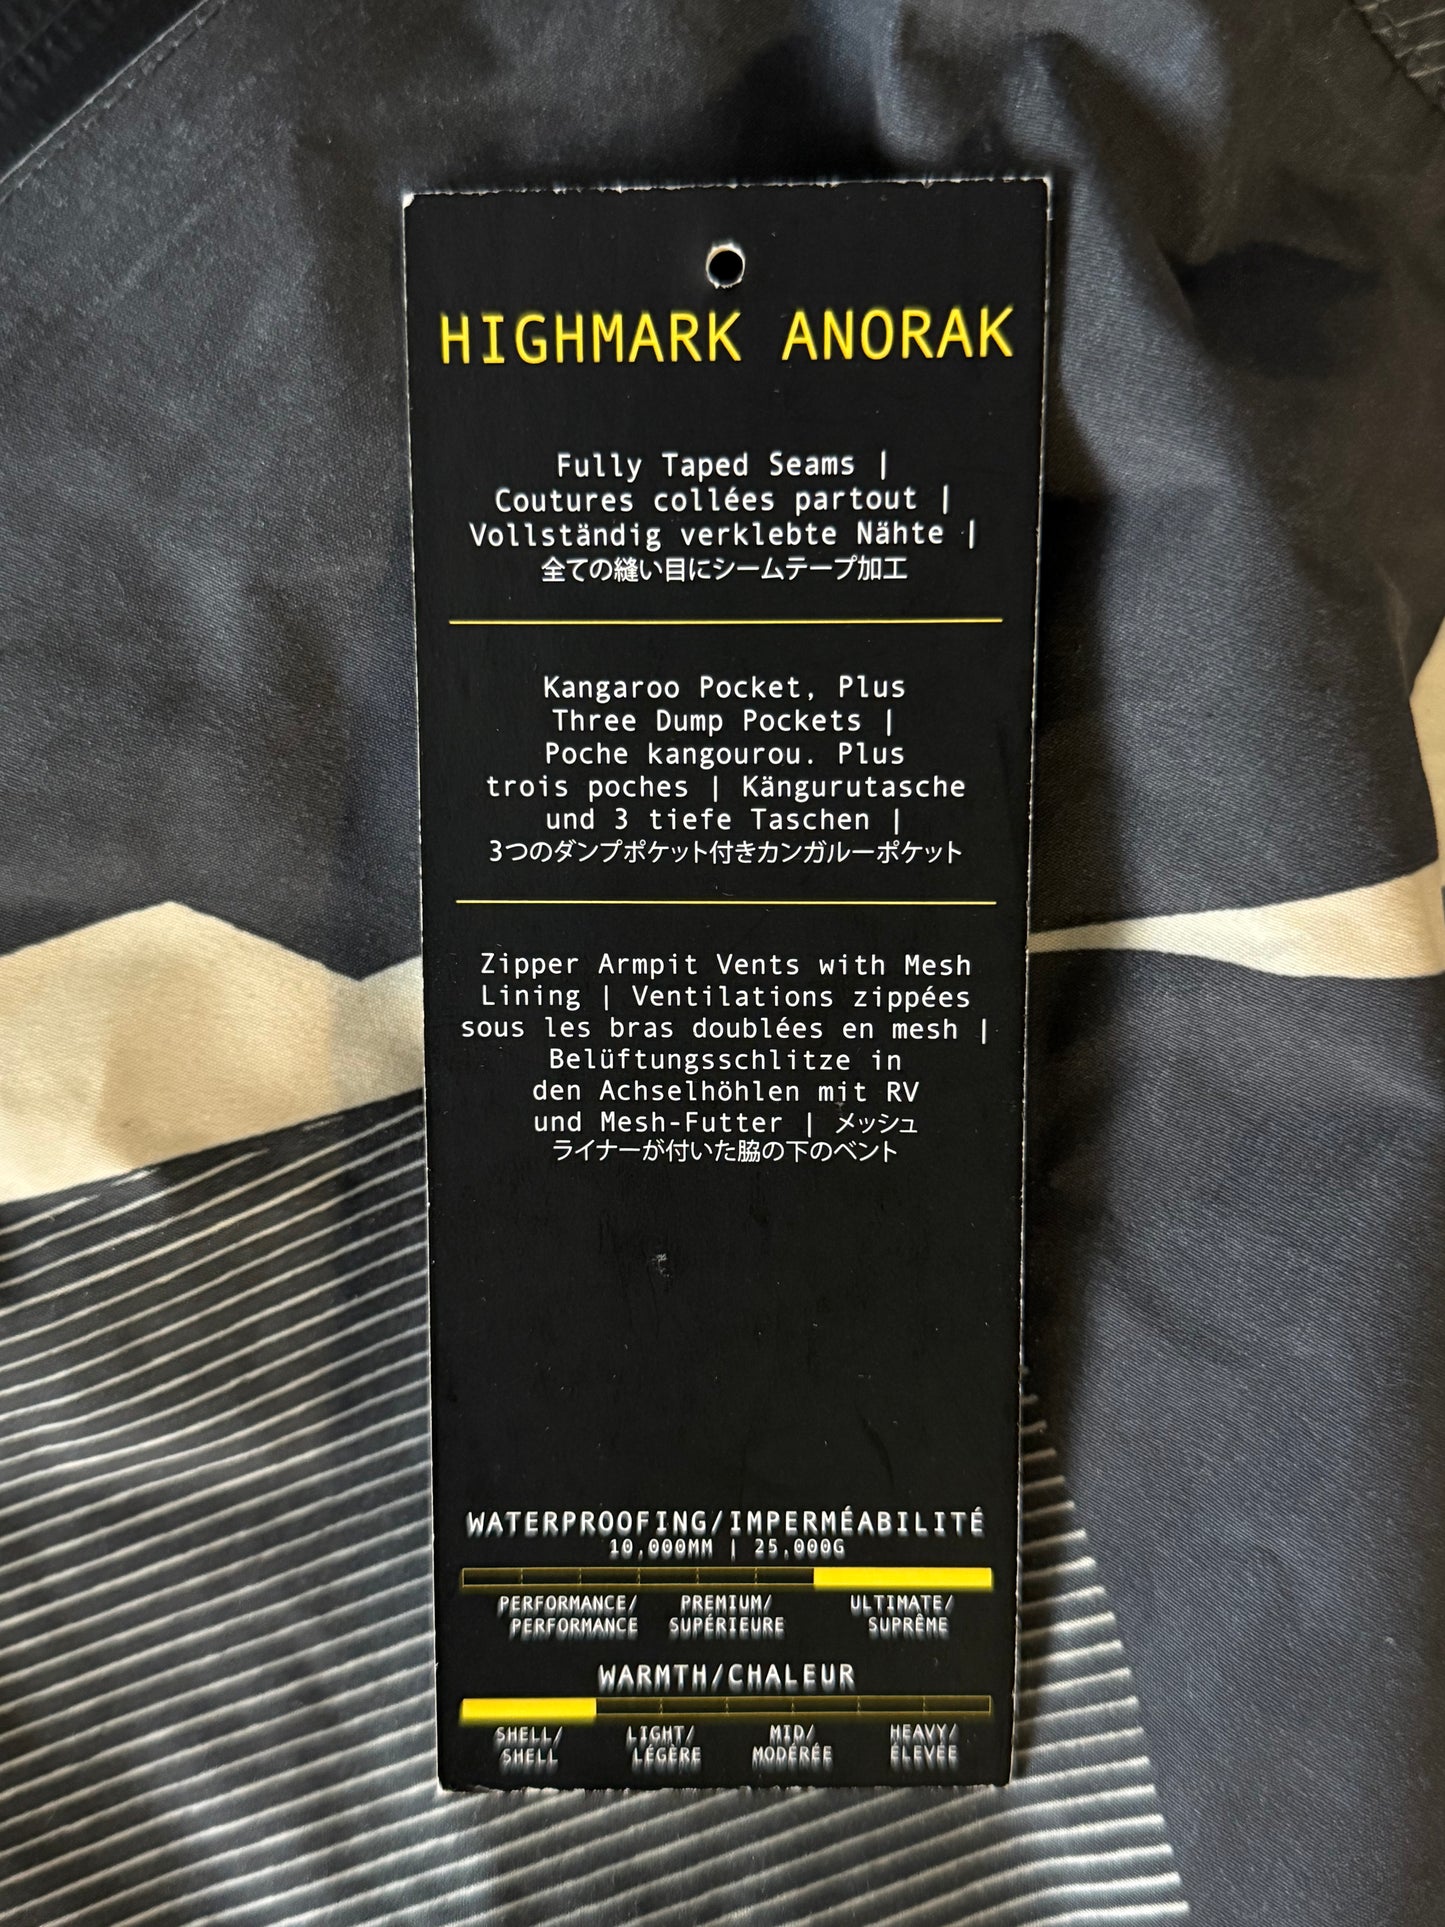 HIGHMARK ANORAK
Fully Taped Seams |
Coutures collées partout |
Vollständig verklebte Nähte |
全ての縫い目にシームテープ加工
Kangaroo Pocket, Plus
Three Dump Pockets |
Poche kangourou. Plus
trois poches | Kängurutasche
und 3 tiefe Taschen |
3つのダンプポケット付きカンガルーポケット
Zipper Armpit Vents with Mesh
Lining | Ventilations zippées
sous les bras doublées en mesh |
Belüftungsschlitze in
den Achselhöhlen mit RV
und Mesh-Futter | メッシュ
ライナーが付いた脇の下のベント
WATERPROOFING/IMPERMÉABILITÉ
10,000MM | 25,000G
PERFORMANCE/ PREMIUM/ ULTIMATE/
PERFORMANCE SUPÉRIEURE SUPRÊME
WARMTH/CHALEUR
SHELL/ LIGHT/ MID/ HEAVY/
SHELL LÉGÈRE MODÉRÉE ÉLEVÉE